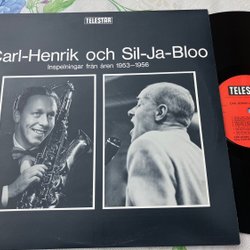 TELESTAR
Carl-Henrik och Sil-Ja-Bloo
Inspelningar från åren 1953-1956
TELES